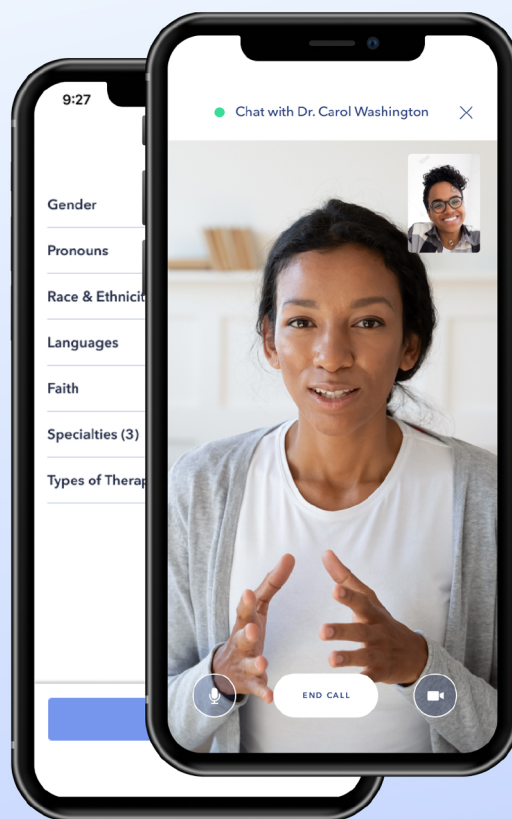 9:27
Gender
Pronouns
Race & Ethnicit
Languages
Faith
Specialties (3)
Types of Therap
Chat with Dr. Carol Washington
END CALL